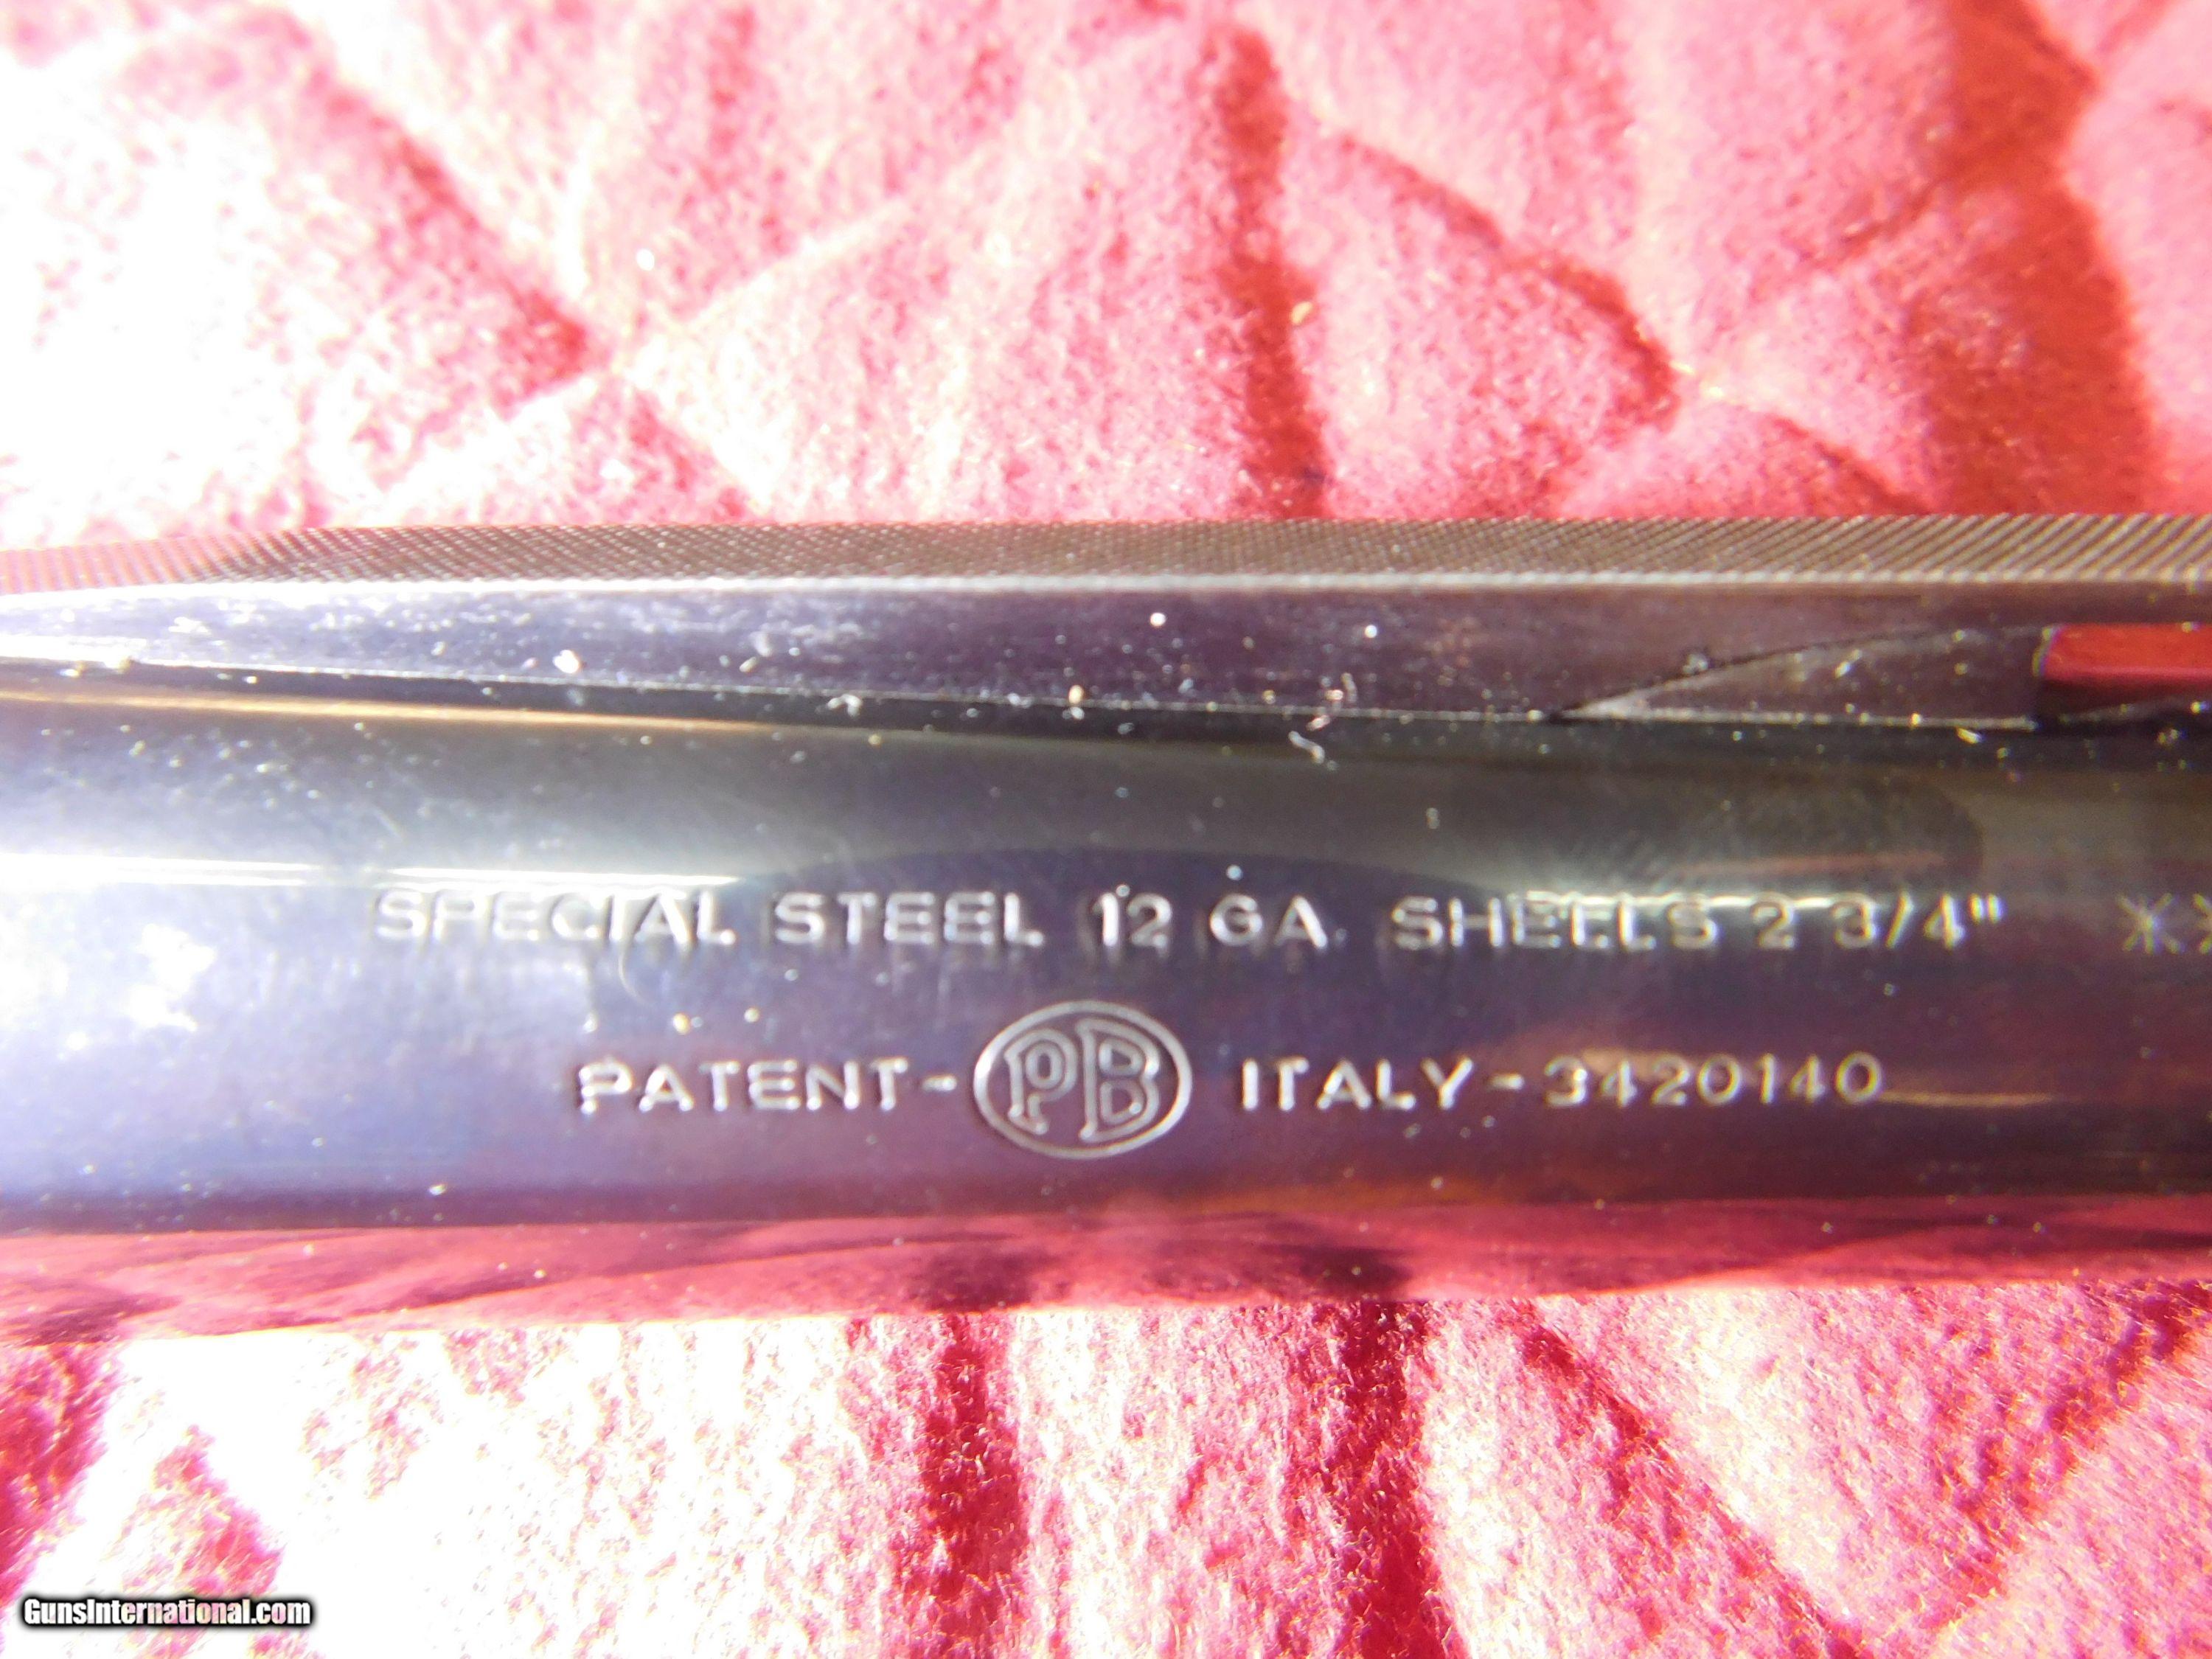 SPECIAL STEEL 12 GA. SHELLS 2 3/4" **
PATENT - PB ITALY - 3420140
GunsInternational.com